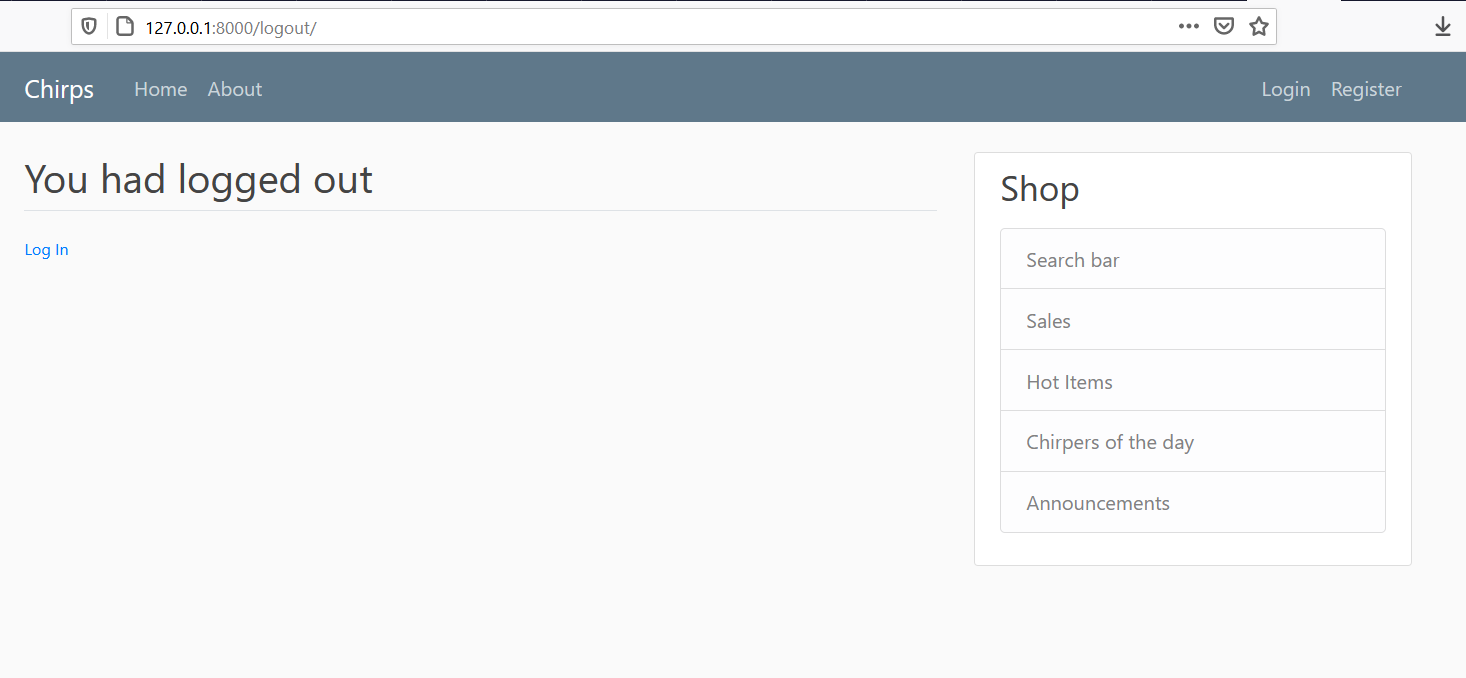 127.0.0.1:8000/logout/
Chirps Home About Login Register
You had logged out
Log In
Shop
Search bar
Sales
Hot Items
Chirpers of the day
Announcements